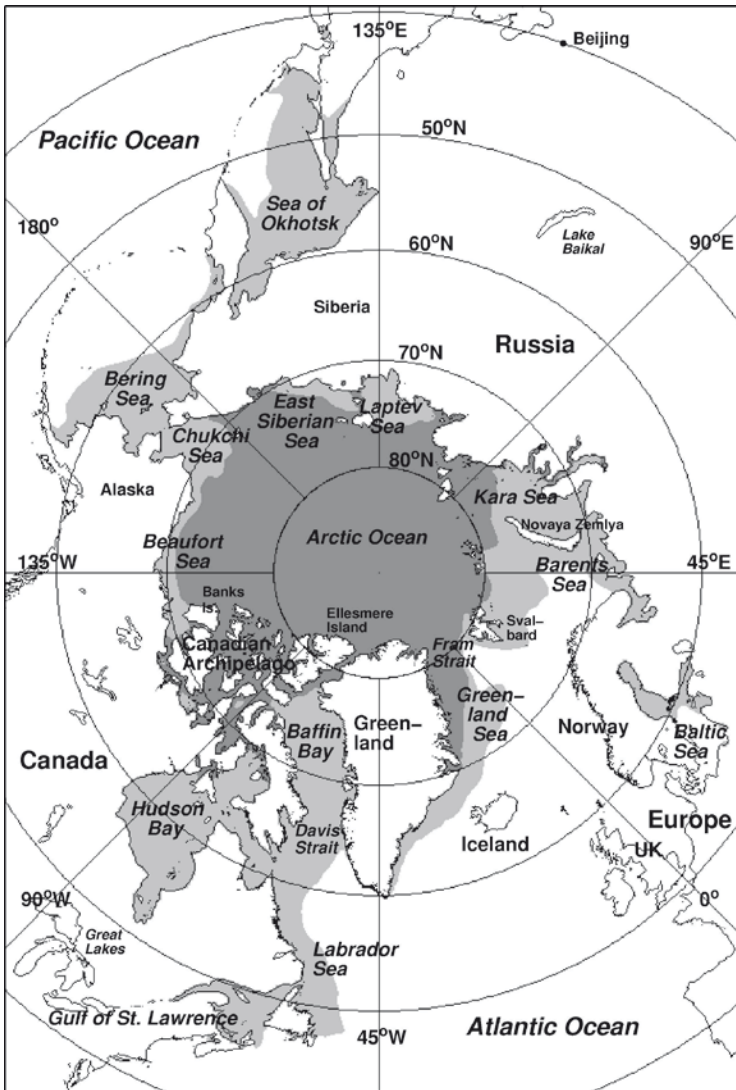 135°E
Beijing
Pacific Ocean
50°N
Sea of
Okhotsk
180°
Lake
Baikal
90°E
60°N
Siberia
Russia
70°N
Bering
Sea
East
Siberian
Sea
Laptev
Sea
Chukchi
Sea
80°N
Alaska
Kara Sea
Novaya Zemlya
Arctic Ocean
Beaufort
Sea
Barents
Sea
135°W
45°E
Banks
Is.
Ellesmere
Island
Sval-
bard
Canadian
Archipelago
Fram
Strait
Green-
land
Sea
Baffin
Bay
Green-
land
Norway
Baltic
Sea
Canada
Hudson
Bay
Davis
Strait
Iceland
Europe
UK
90°W
0°
Great
Lakes
Labrador
Sea
Gulf of St. Lawrence
45°W
Atlantic Ocean